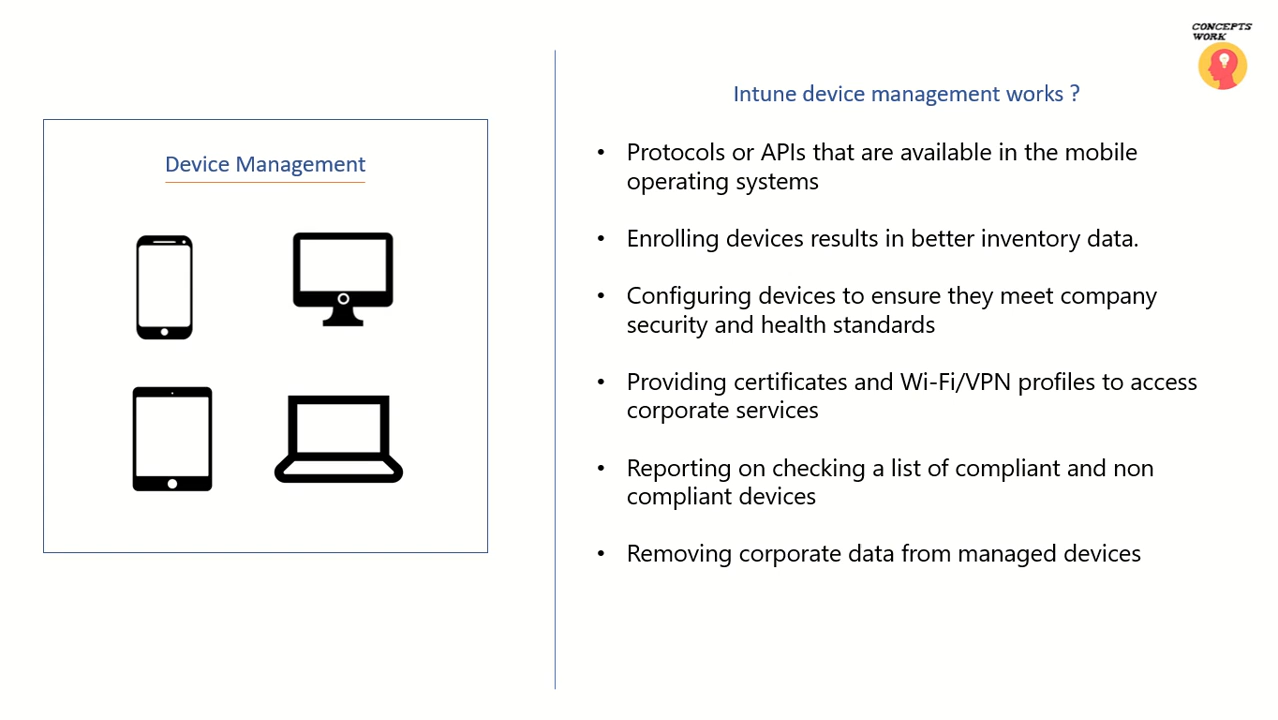 CONCEPTS
WORK
Device Management
Intune device management works ?
• Protocols or APIs that are available in the mobile
operating systems
• Enrolling devices results in better inventory data.
• Configuring devices to ensure they meet company
security and health standards
• Providing certificates and Wi-Fi/VPN profiles to access
corporate services
• Reporting on checking a list of compliant and non
compliant devices
• Removing corporate data from managed devices